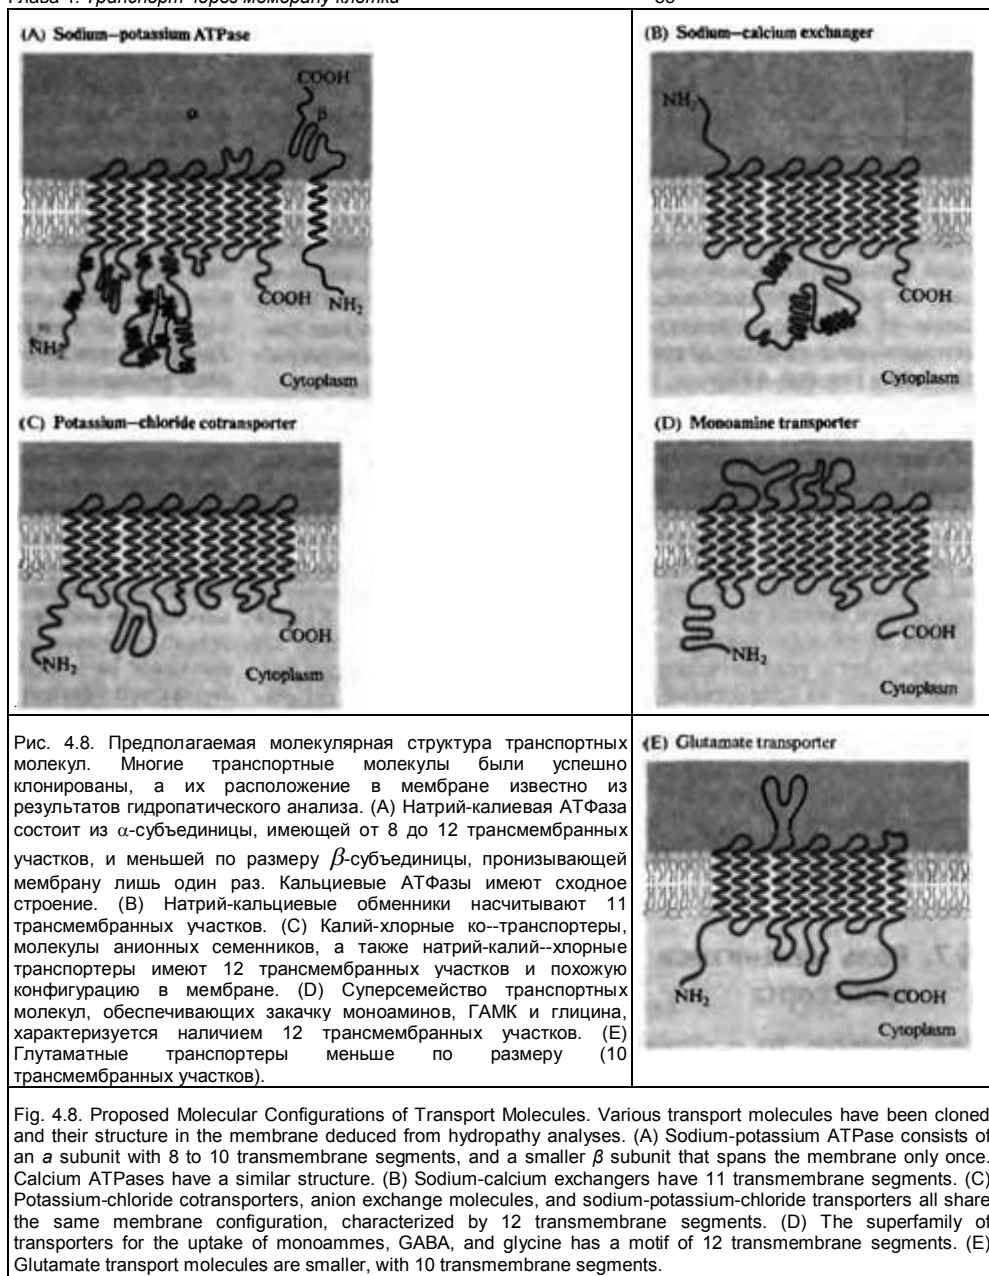 Глава 4. Транспорт через мембрану клетки
(A) Sodium–potassium ATPase
COOH
α
β
COOH
NH2
NH2
Cytoplasm
(B) Sodium–calcium exchanger
NH2
COOH
Cytoplasm
(C) Potassium–chloride cotransporter
COOH
NH2
Cytoplasm
(D) Monoamine transporter
COOH
NH2
Cytoplasm
Рис. 4.8. Предполагаемая молекулярная структура транспортных
молекул. Многие транспортные молекулы были успешно
клонированы, а их расположение в мембране известно из
результатов гидропатического анализа. (A) Натрий-калиевая АТФаза
состоит из α-субъединицы, имеющей от 8 до 12 трансмембранных
участков, и меньшей по размеру β-субъединицы, пронизывающей
мембрану лишь один раз. Кальциевые АТФазы имеют сходное
строение. (B) Натрий-кальциевые обменники насчитывают 11
трансмембранных участков. (C) Калий-хлорные ко--транспортеры,
молекулы анионных семенников, а также натрий-калий--хлорные
транспортеры имеют 12 трансмембранных участков и похожую
конфигурацию в мембране. (D) Суперсемейство транспортных
молекул, обеспечивающих закачку моноаминов, ГАМК и глицина,
характеризуется наличием 12 трансмембранных участков. (E)
Глутаматные транспортеры меньше по размеру (10
трансмембранных участков).
(E) Glutamate transporter
NH2
COOH
Cytoplasm
Fig. 4.8. Proposed Molecular Configurations of Transport Molecules. Various transport molecules have been cloned
and their structure in the membrane deduced from hydropathy analyses. (A) Sodium-potassium ATPase consists of
an a subunit with 8 to 10 transmembrane segments, and a smaller β subunit that spans the membrane only once.
Calcium ATPases have a similar structure. (B) Sodium-calcium exchangers have 11 transmembrane segments. (C)
Potassium-chloride cotransporters, anion exchange molecules, and sodium-potassium-chloride transporters all share
the same membrane configuration, characterized by 12 transmembrane segments. (D) The superfamily of
transporters for the uptake of monoammes, GABA, and glycine has a motif of 12 transmembrane segments. (E)
Glutamate transport molecules are smaller, with 10 transmembrane segments.